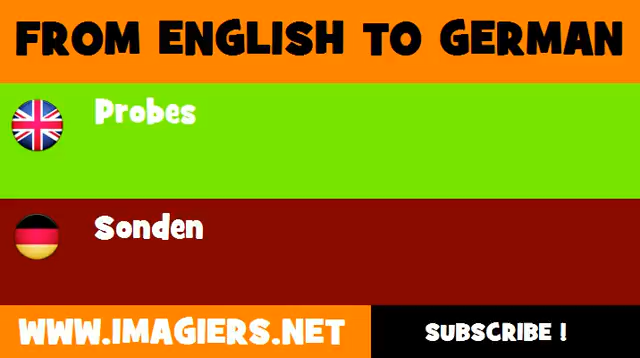 FROM ENGLISH TO GERMAN
Probes
Sonden
WWW.IMAGIERS.NET
SUBSCRIBE !